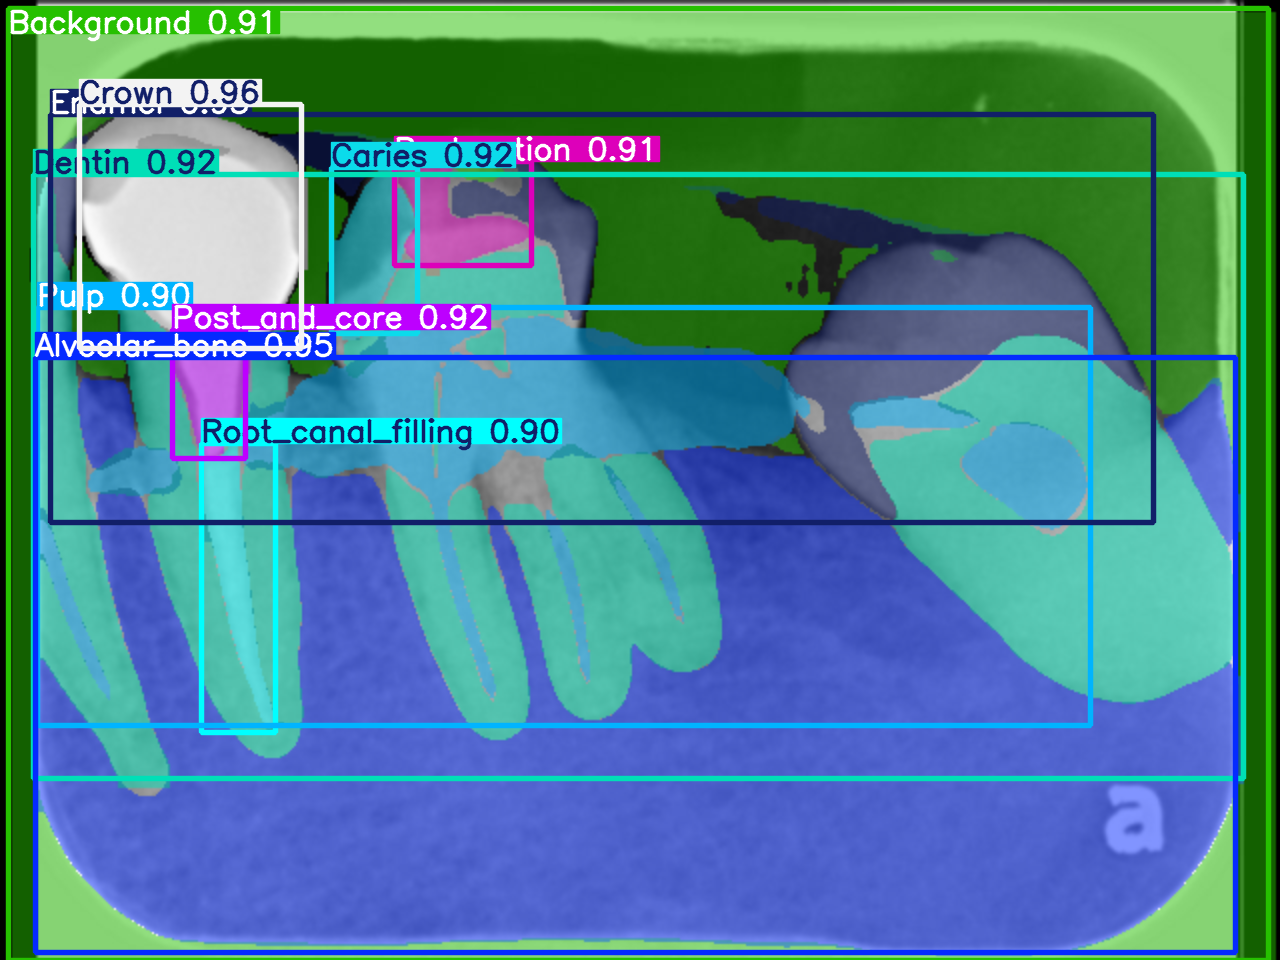 Background 0.91
Crown 0.96
Caries 0.92
tion 0.91
Dentin 0.92
Pulp 0.90
Post_and_core 0.92
Alveolar_bone 0.95
Root_canal_filling 0.90
a